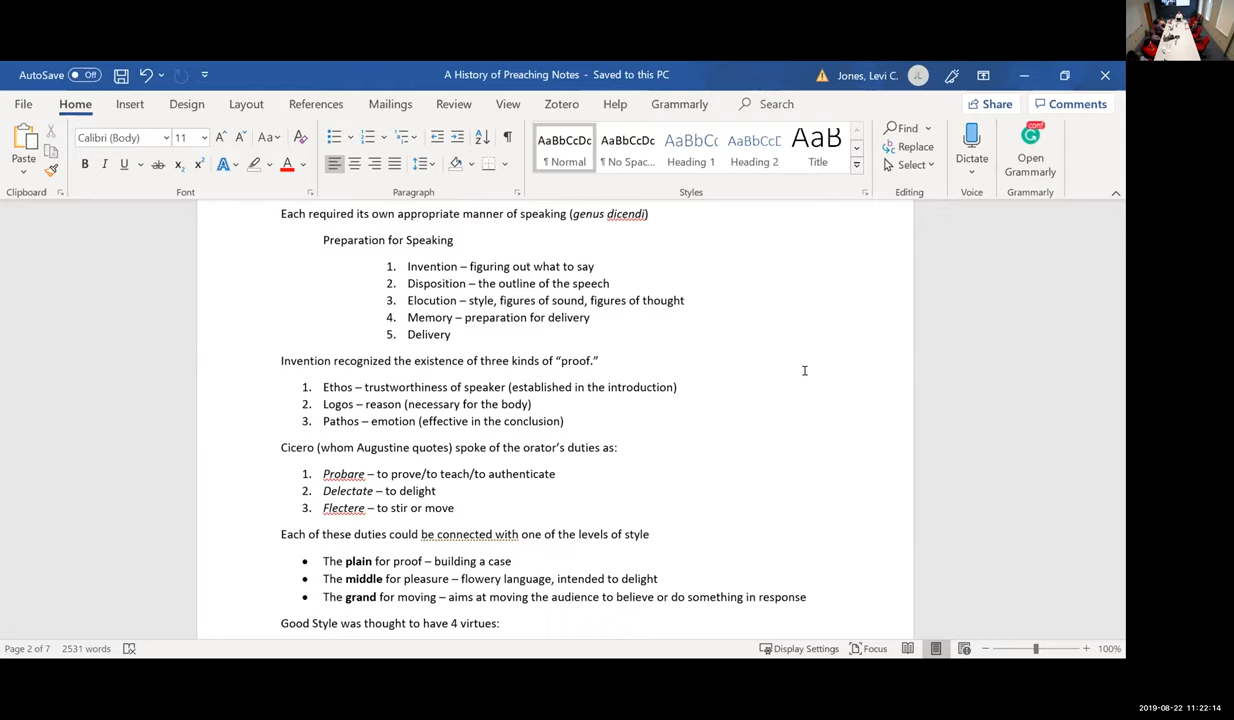 AutoSave Off
A History of Preaching Notes - Saved to this PC
Jones, Levi C. JL
File Home Insert Design Layout References Mailings Review View Zotero Help Grammarly Search Share Comments
Paste
Calibri (Body) 11
AaBbCcDc AaBbCcDc AaBbCc AaBbCcD AaB
¶ Normal ¶ No Spac... Heading 1 Heading 2 Title
Find
Replace
Select
Dictate
Open
Grammarly
Clipboard Font Paragraph Styles Editing Voice Grammarly
Each required its own appropriate manner of speaking (genus dicendi)
Preparation for Speaking
1. Invention – figuring out what to say
2. Disposition – the outline of the speech
3. Elocution – style, figures of sound, figures of thought
4. Memory – preparation for delivery
5. Delivery
Invention recognized the existence of three kinds of “proof.”
1. Ethos – trustworthiness of speaker (established in the introduction)
2. Logos – reason (necessary for the body)
3. Pathos – emotion (effective in the conclusion)
Cicero (whom Augustine quotes) spoke of the orator’s duties as:
1. Probare – to prove/to teach/to authenticate
2. Delectate – to delight
3. Flectere – to stir or move
Each of these duties could be connected with one of the levels of style
• The plain for proof – building a case
• The middle for pleasure – flowery language, intended to delight
• The grand for moving – aims at moving the audience to believe or do something in response
Good Style was thought to have 4 virtues:
Page 2 of 7 2531 words Display Settings Focus 100%
2019-08-22 11:22:14